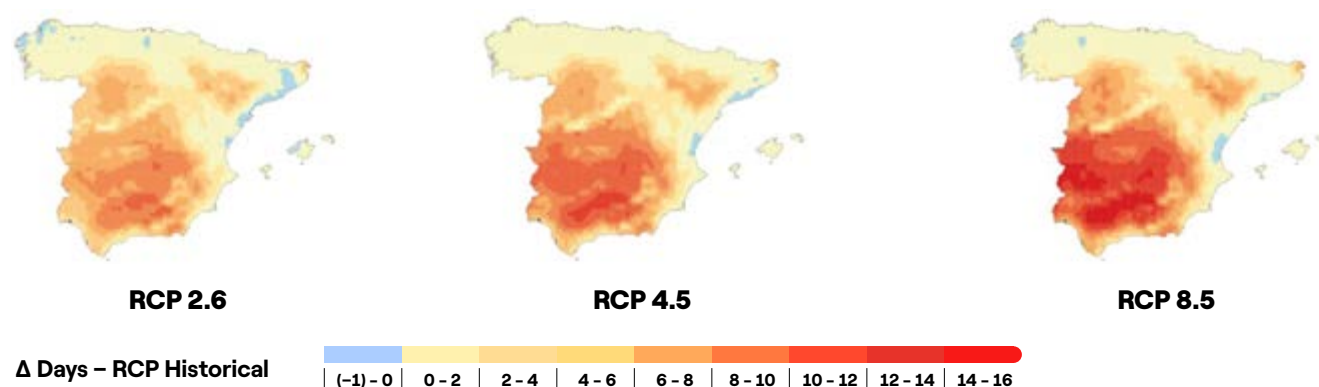 RCP 2.6
RCP 4.5
RCP 8.5
Δ Days – RCP Historical
(−1) - 0
0 - 2
2 - 4
4 - 6
6 - 8
8 - 10
10 - 12
12 - 14
14 - 16